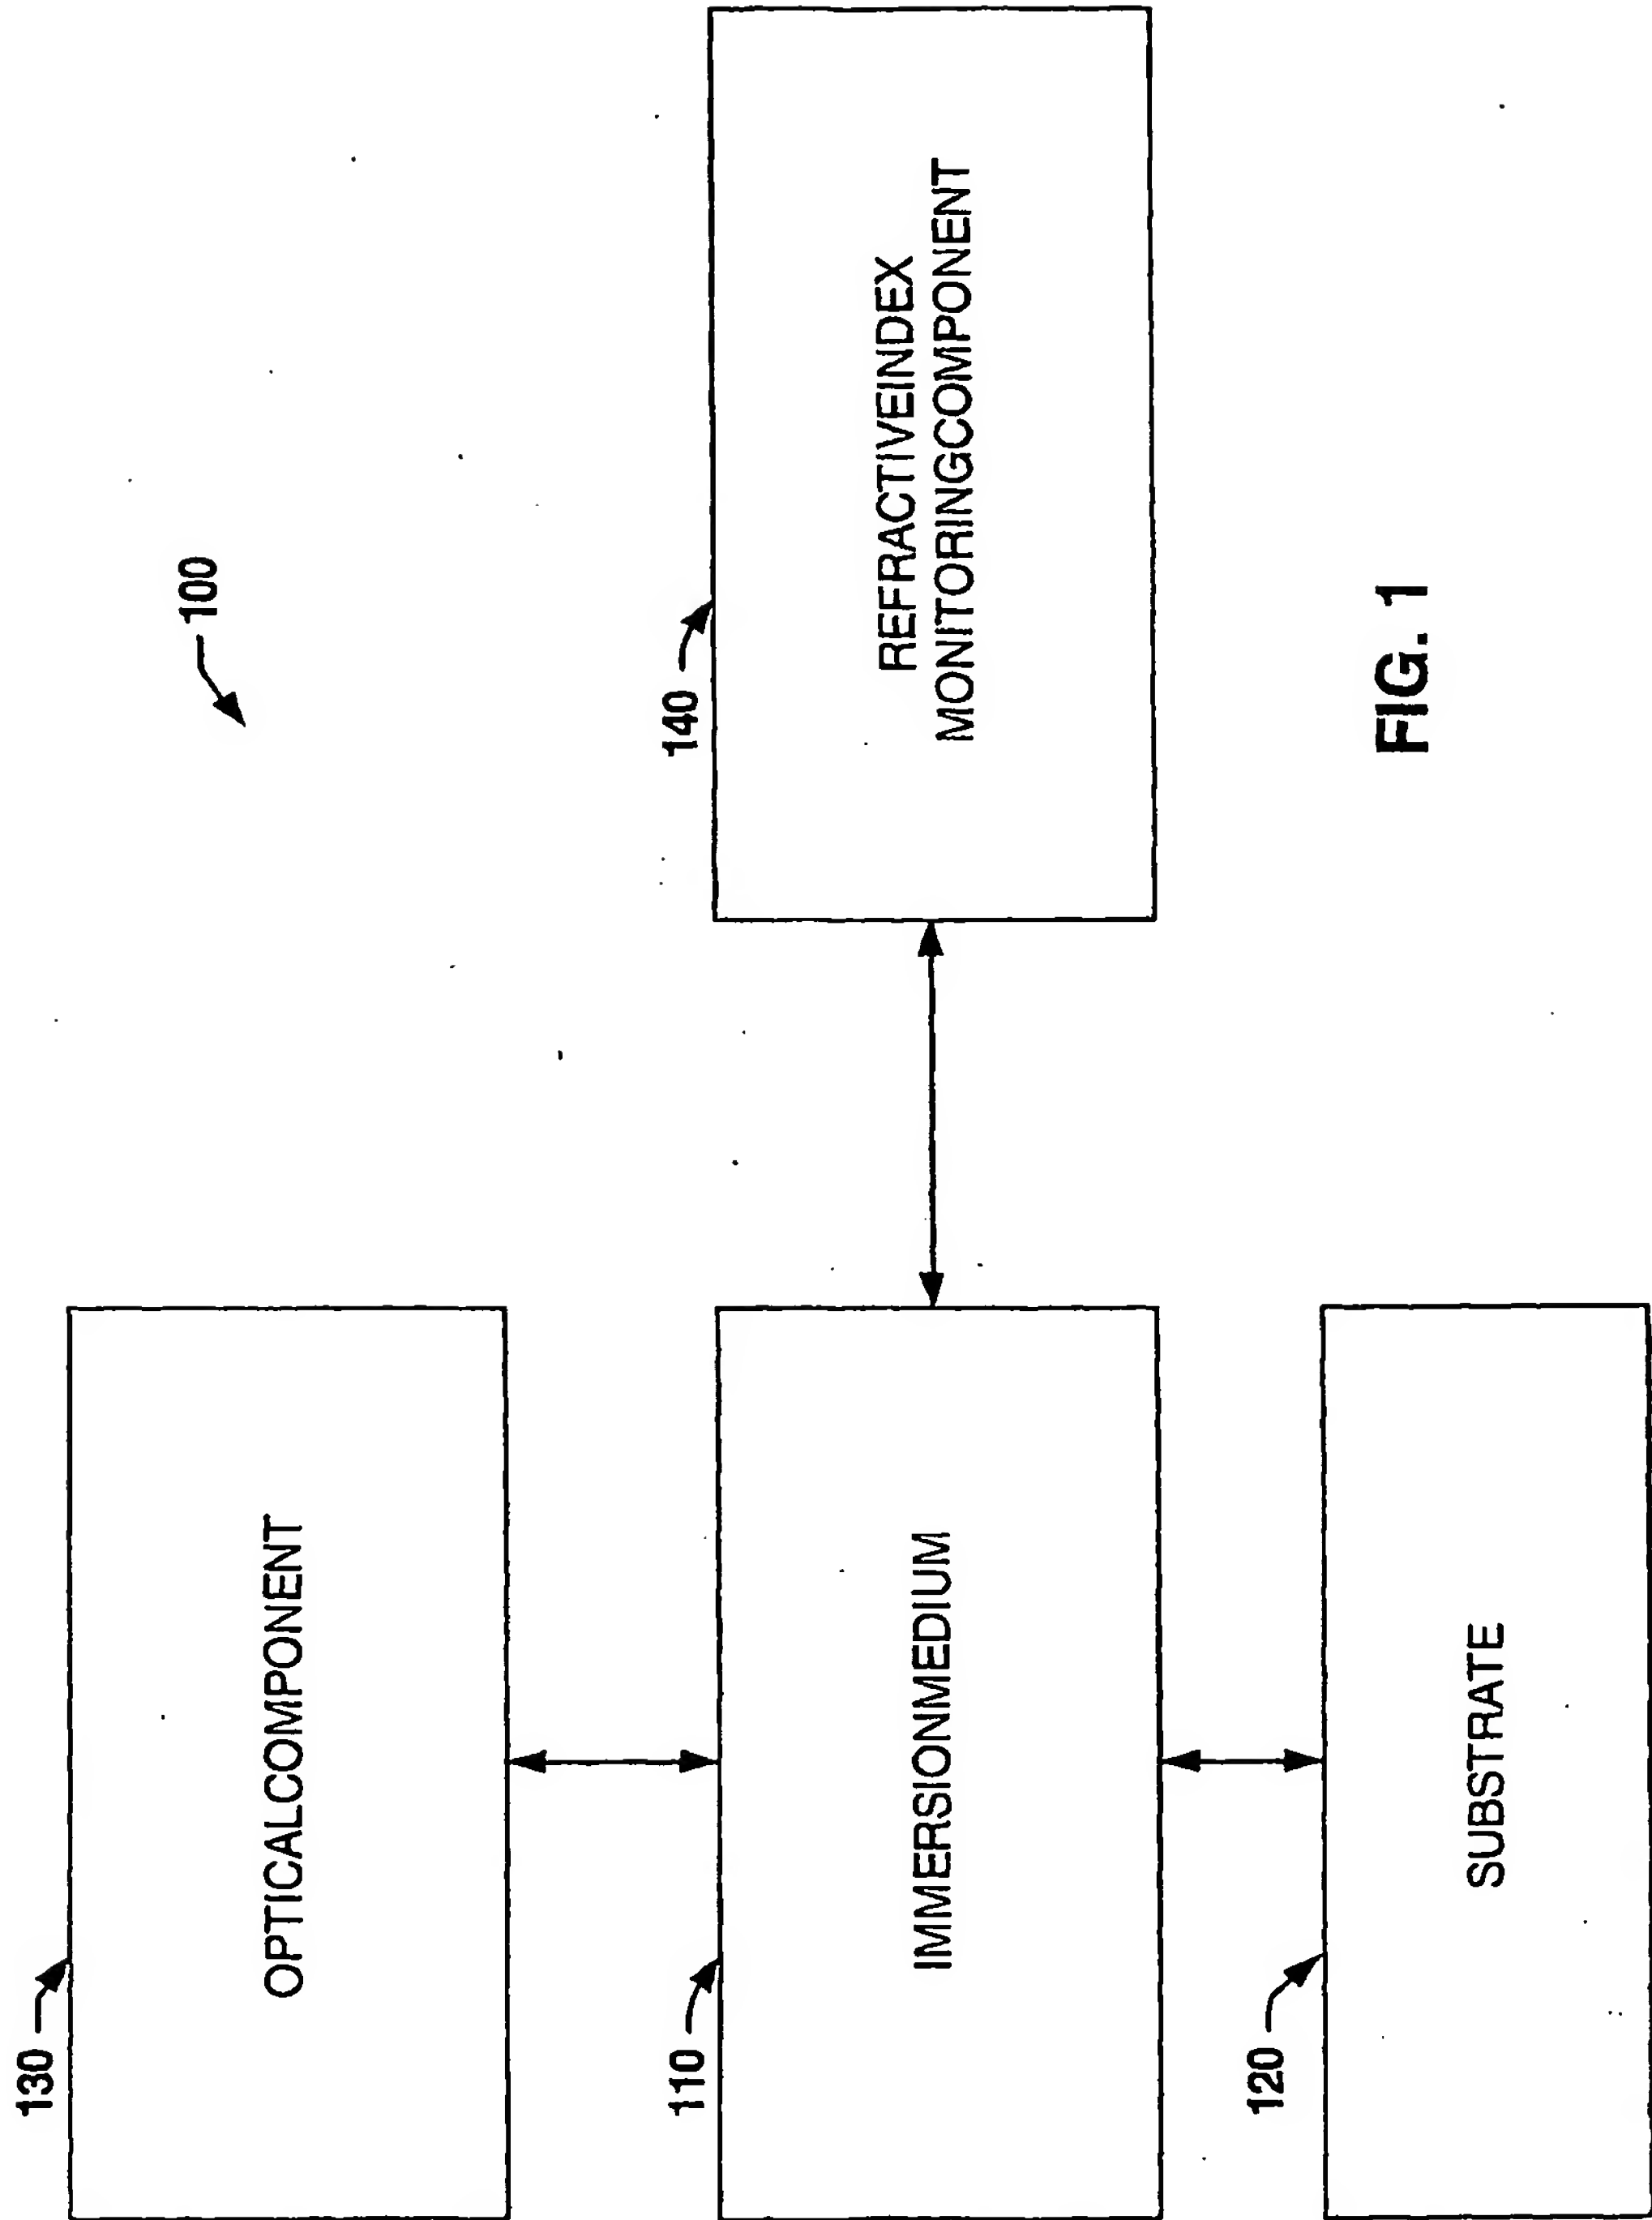 100
130
OPTICALCOMPONENT
140
REFRACTIVEINDEX
MONITORINGCOMPONENT
110
IMMERSIONMEDIUM
120
SUBSTRATE
FIG. 1